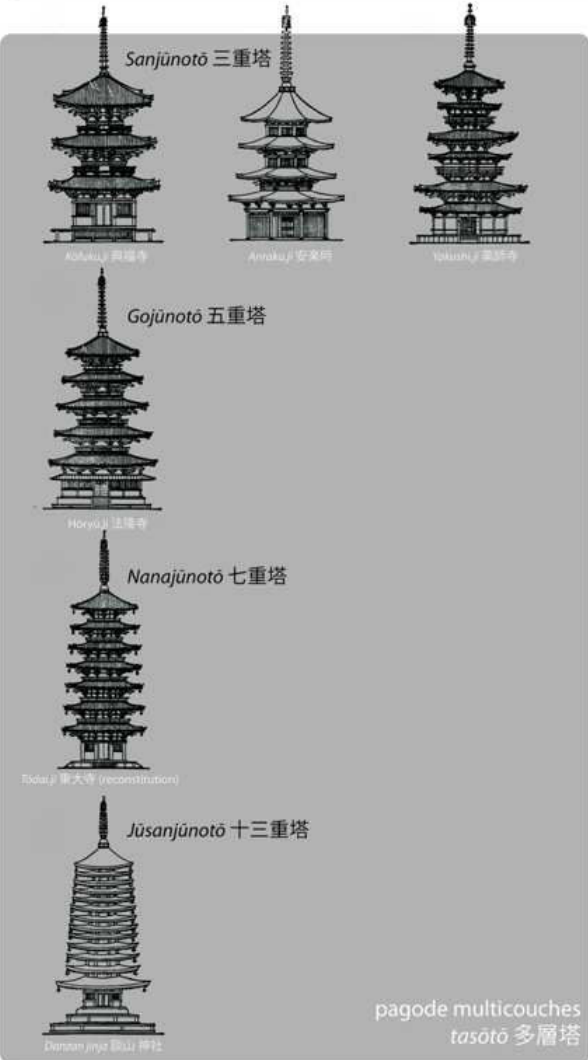 Sanjūnotō 三重塔
Kōfuku.ji 興福寺
Anraku.ji 安楽時
Yakushi.ji 薬師寺
Gojūnotō 五重塔
Hōryū.ji 法隆寺
Nanajūnotō 七重塔
Tōdai.ji 東大寺 (reconstitution)
Jūsanjūnotō 十三重塔
Danzan jinja 談山 神社
pagode multicouches
tasōtō 多層塔